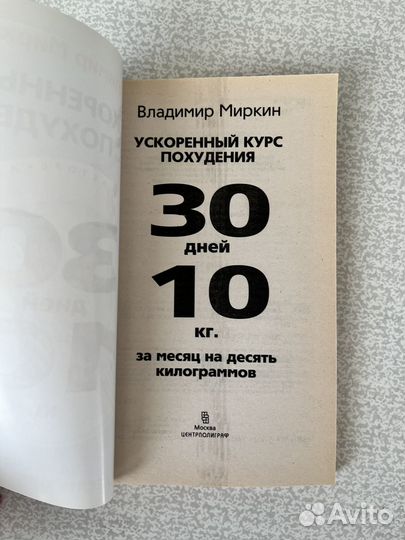 Владимир Миркин
УСКОРЕННЫЙ КУРС
ПОХУДЕНИЯ
30
дней
10
кг.
за месяц на десять
килограммов
Москва
ЦЕНТРПОЛИГРАФ
Avito